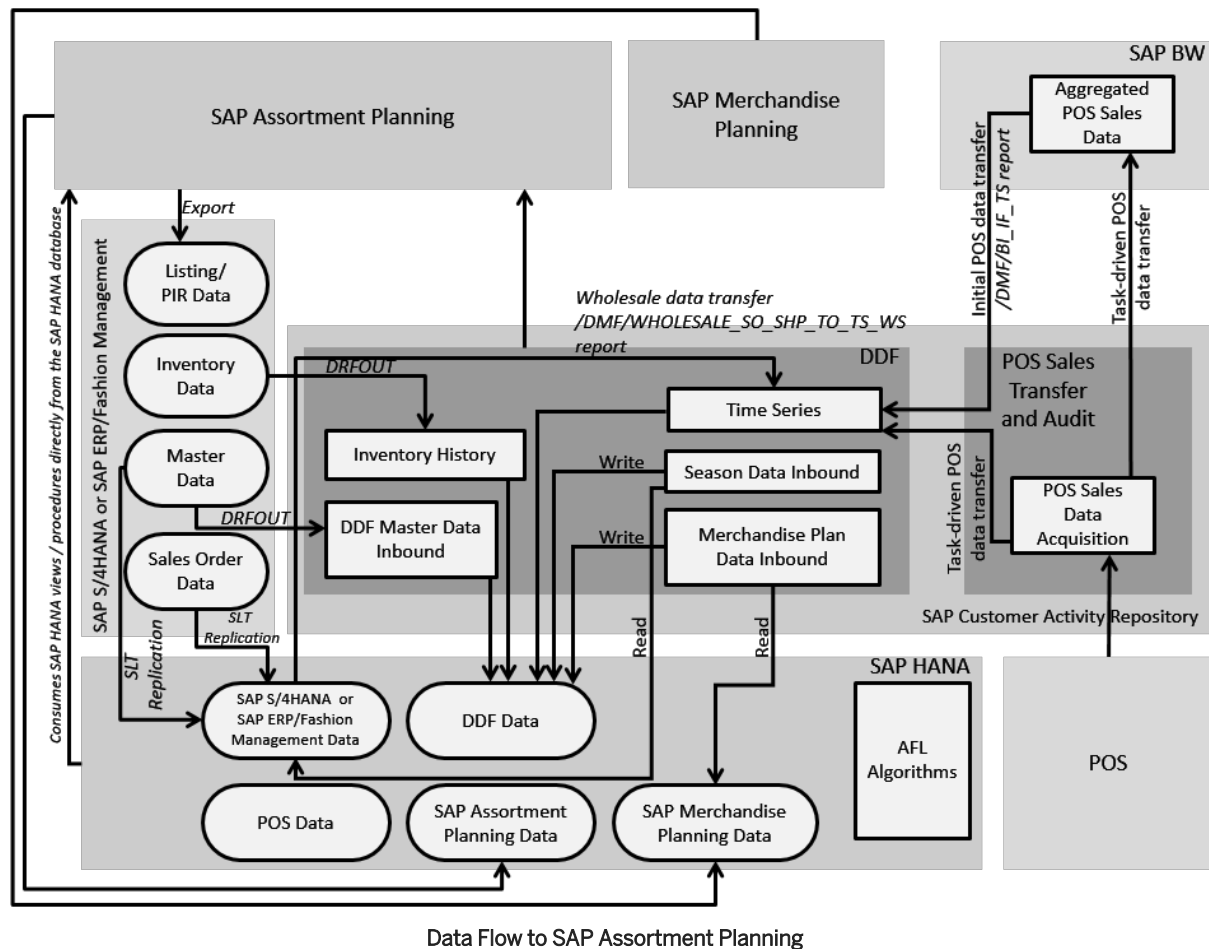 SAP Assortment Planning
SAP Merchandise
Planning
SAP BW
Aggregated
POS Sales
Data
Initial POS data transfer
/DMF/BI_IF_TS report
Task-driven POS
data transfer
Export
Consumes SAP HANA views / procedures directly from the SAP HANA database
SAP S/4HANA or SAP ERP/Fashion Management
Listing/
PIR Data
Inventory
Data
Master
Data
Sales Order
Data
Wholesale data transfer
/DMF/WHOLESALE_SO_SHP_TO_TS_WS
report
DRFOUT
DDF
Time Series
Inventory History
Write
Season Data Inbound
DRFOUT
DDF Master Data
Inbound
Write
Merchandise Plan
Data Inbound
POS Sales
Transfer
and Audit
Task-driven POS
data transfer
POS Sales
Data
Acquisition
SAP Customer Activity Repository
SLT
Replication
SLT
Replication
Read
Read
SAP HANA
SAP S/4HANA or
SAP ERP/Fashion
Management Data
DDF Data
AFL
Algorithms
POS
POS Data
SAP Assortment
Planning Data
SAP Merchandise
Planning Data
Data Flow to SAP Assortment Planning